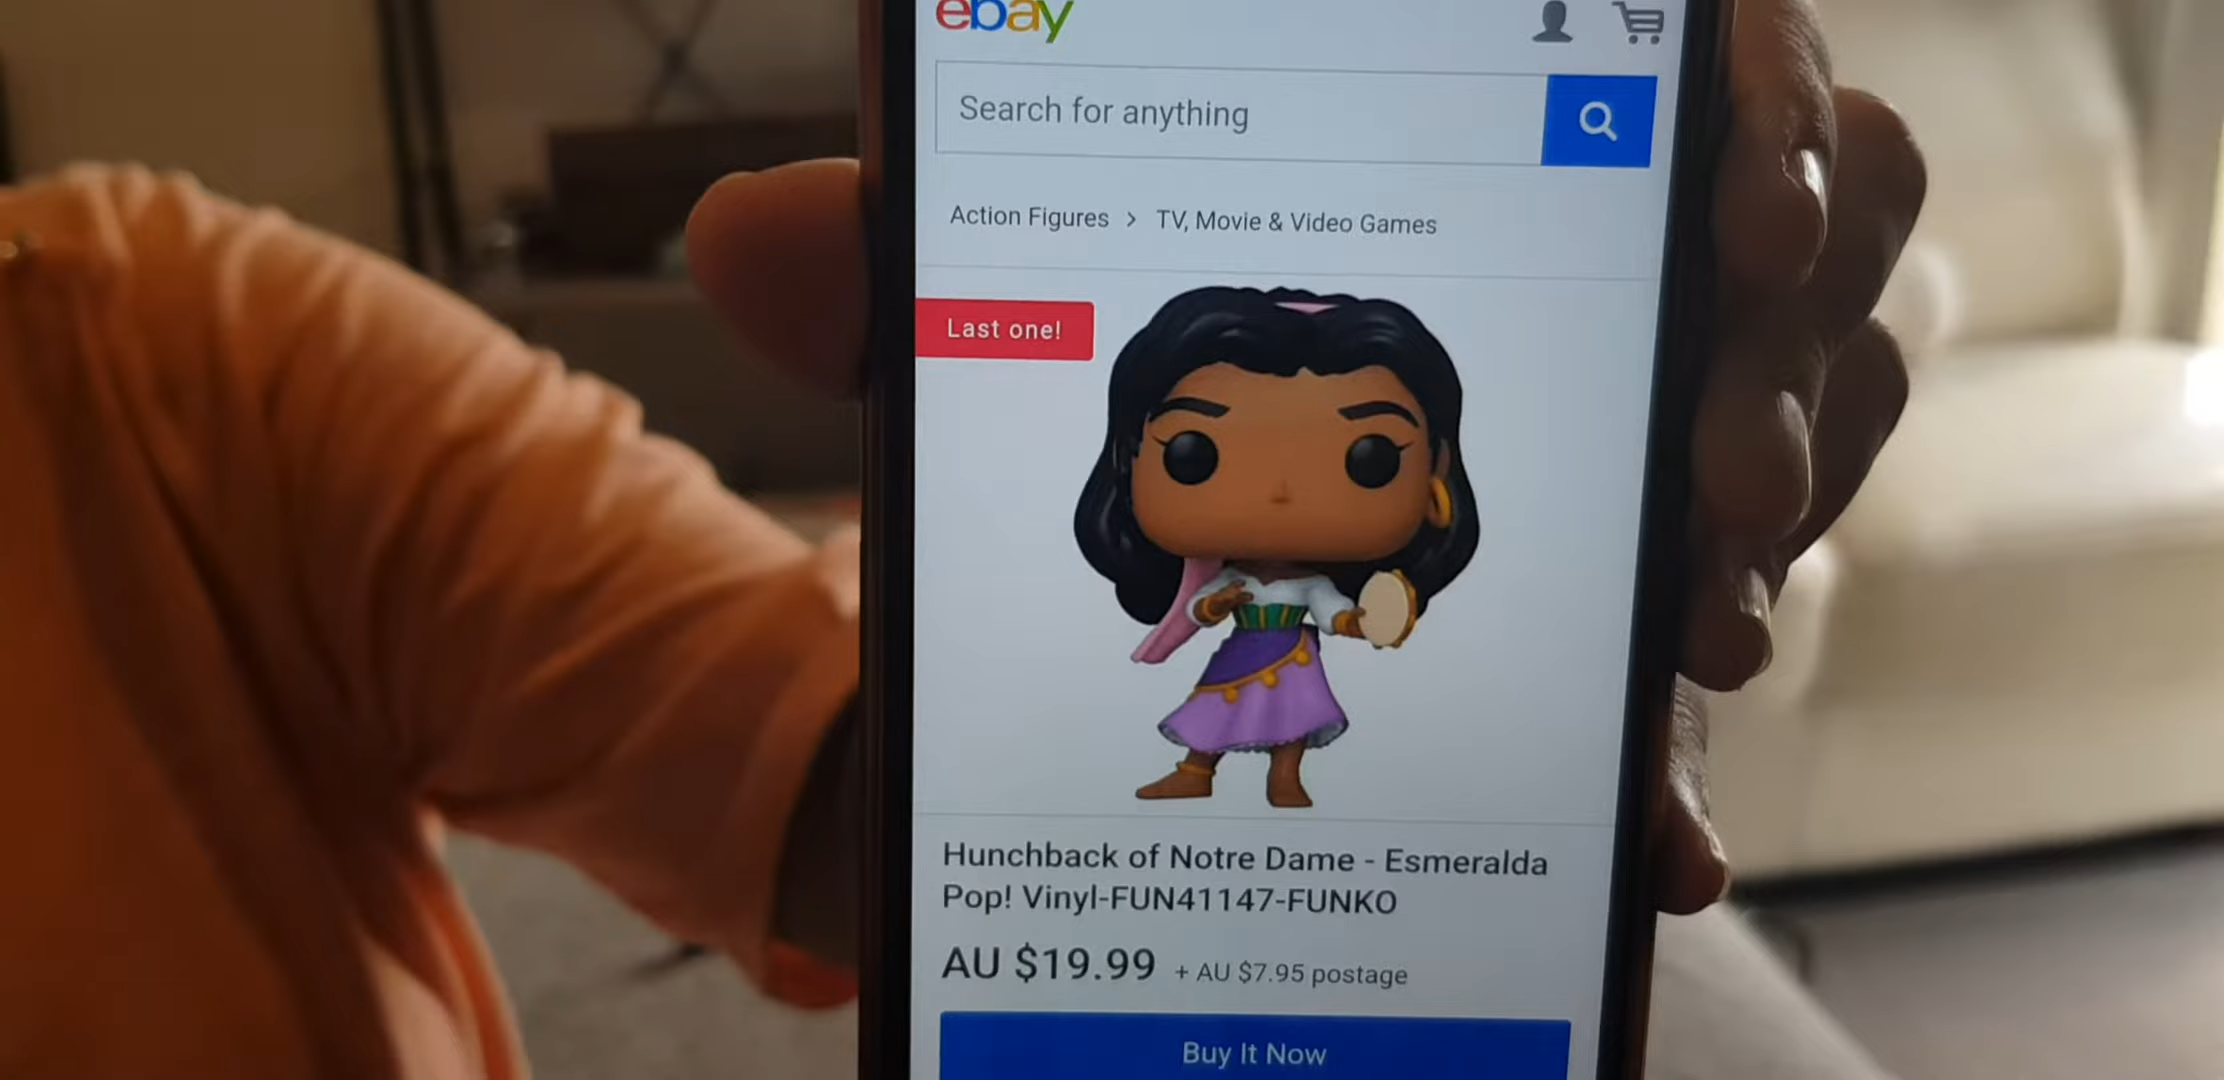 ebay
Search for anything
Action Figures > TV, Movie & Video Games
Last one!
Hunchback of Notre Dame - Esmeralda
Pop! Vinyl-FUN41147-FUNKO
AU $19.99 + AU $7.95 postage
Buy It Now